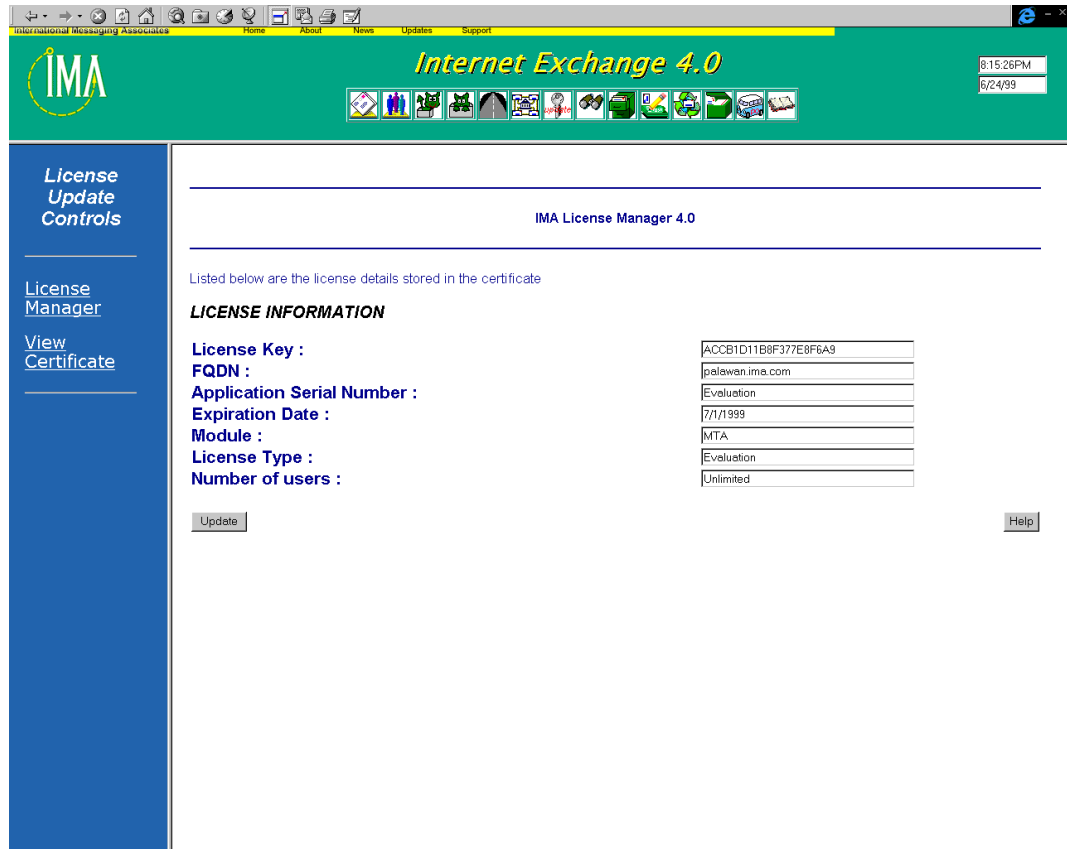 International Messaging Associates Home About News Updates Support
IMA
Internet Exchange 4.0
8:15:26PM
6/24/99
update
License
Update
Controls
License
Manager
View
Certificate
IMA License Manager 4.0
Listed below are the license details stored in the certificate
LICENSE INFORMATION
License Key : ACCB1D11B8F377E8F6A9
FQDN : palawan.ima.com
Application Serial Number : Evaluation
Expiration Date : 7/1/1999
Module : MTA
License Type : Evaluation
Number of users : Unlimited
Update Help